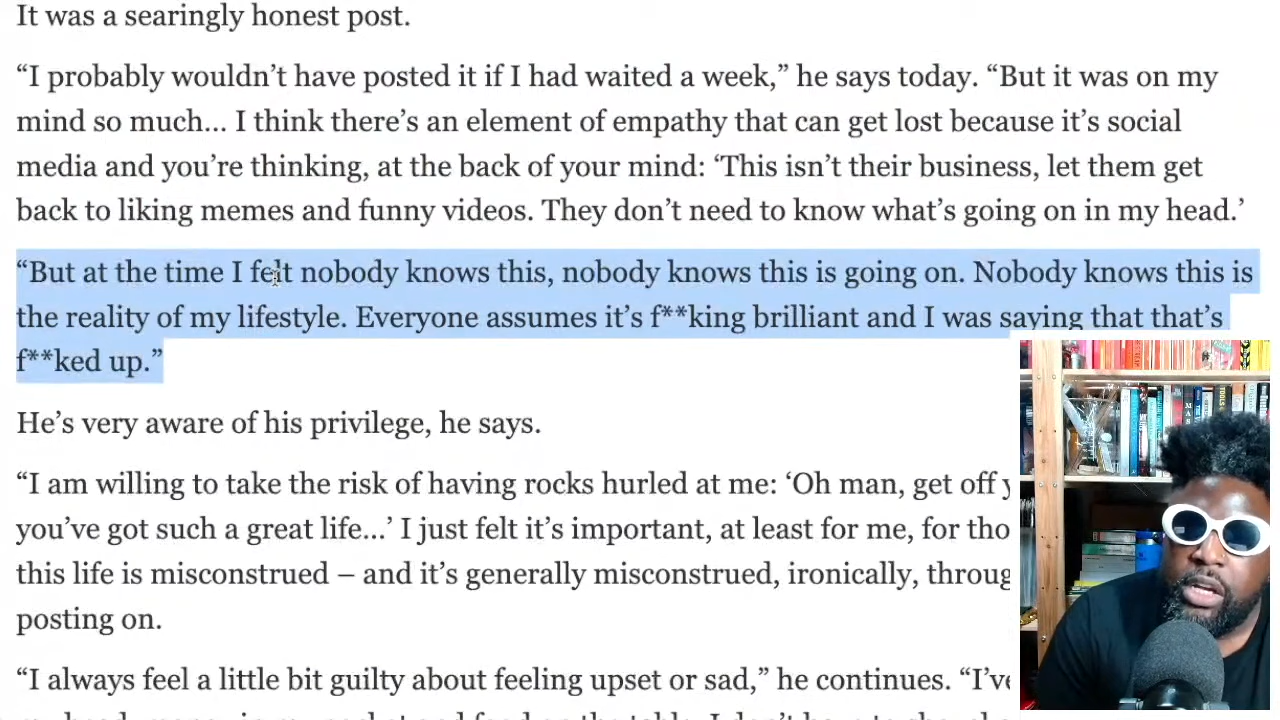 It was a searingly honest post.
“I probably wouldn’t have posted it if I had waited a week,” he says today. “But it was on my
mind so much... I think there’s an element of empathy that can get lost because it’s social
media and you’re thinking, at the back of your mind: ‘This isn’t their business, let them get
back to liking memes and funny videos. They don’t need to know what’s going on in my head.’
“But at the time I felt nobody knows this, nobody knows this is going on. Nobody knows this is
the reality of my lifestyle. Everyone assumes it’s f**king brilliant and I was saying that that’s
f**ked up.”
He’s very aware of his privilege, he says.
“I am willing to take the risk of having rocks hurled at me: ‘Oh man, get off
you’ve got such a great life...’ I just felt it’s important, at least for me, for
this life is misconstrued – and it’s generally misconstrued, ironically,
posting on.
“I always feel a little bit guilty about feeling upset or sad,” he continues.